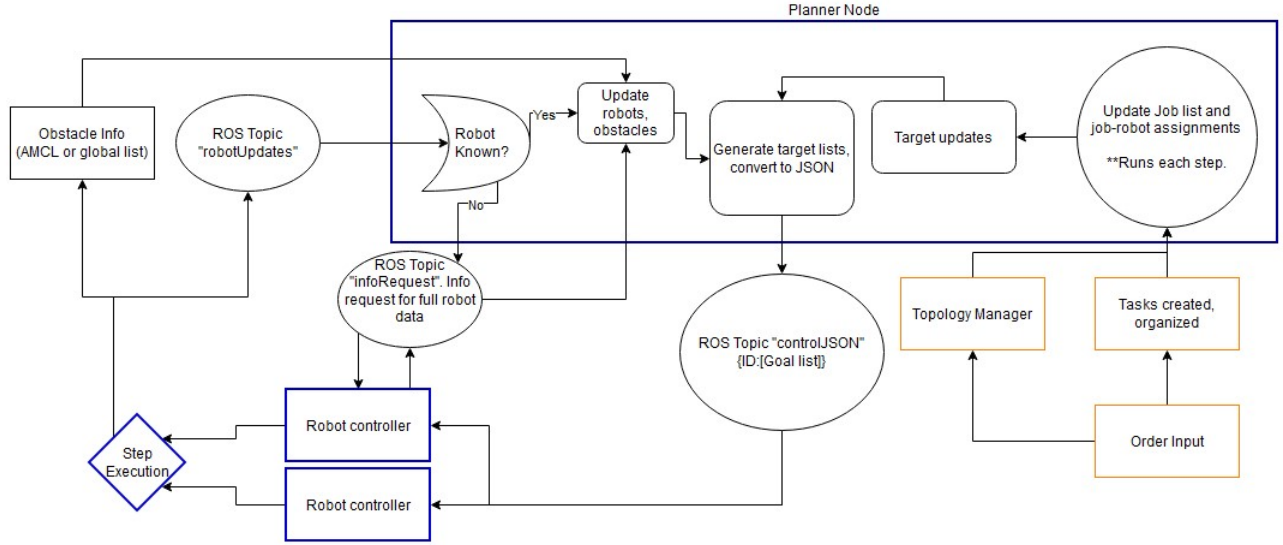 Planner Node
Obstacle Info
(AMCL or global list)
ROS Topic
"robotUpdates"
Robot
Known?
Yes
No
Update
robots,
obstacles
Generate target lists,
convert to JSON
Target updates
Update Job list and
job-robot assignments
**Runs each step.
ROS Topic
"infoRequest". Info
request for full robot
data
ROS Topic "controlJSON"
{ID:[Goal list]}
Topology Manager
Tasks created,
organized
Order Input
Robot controller
Robot controller
Step
Execution